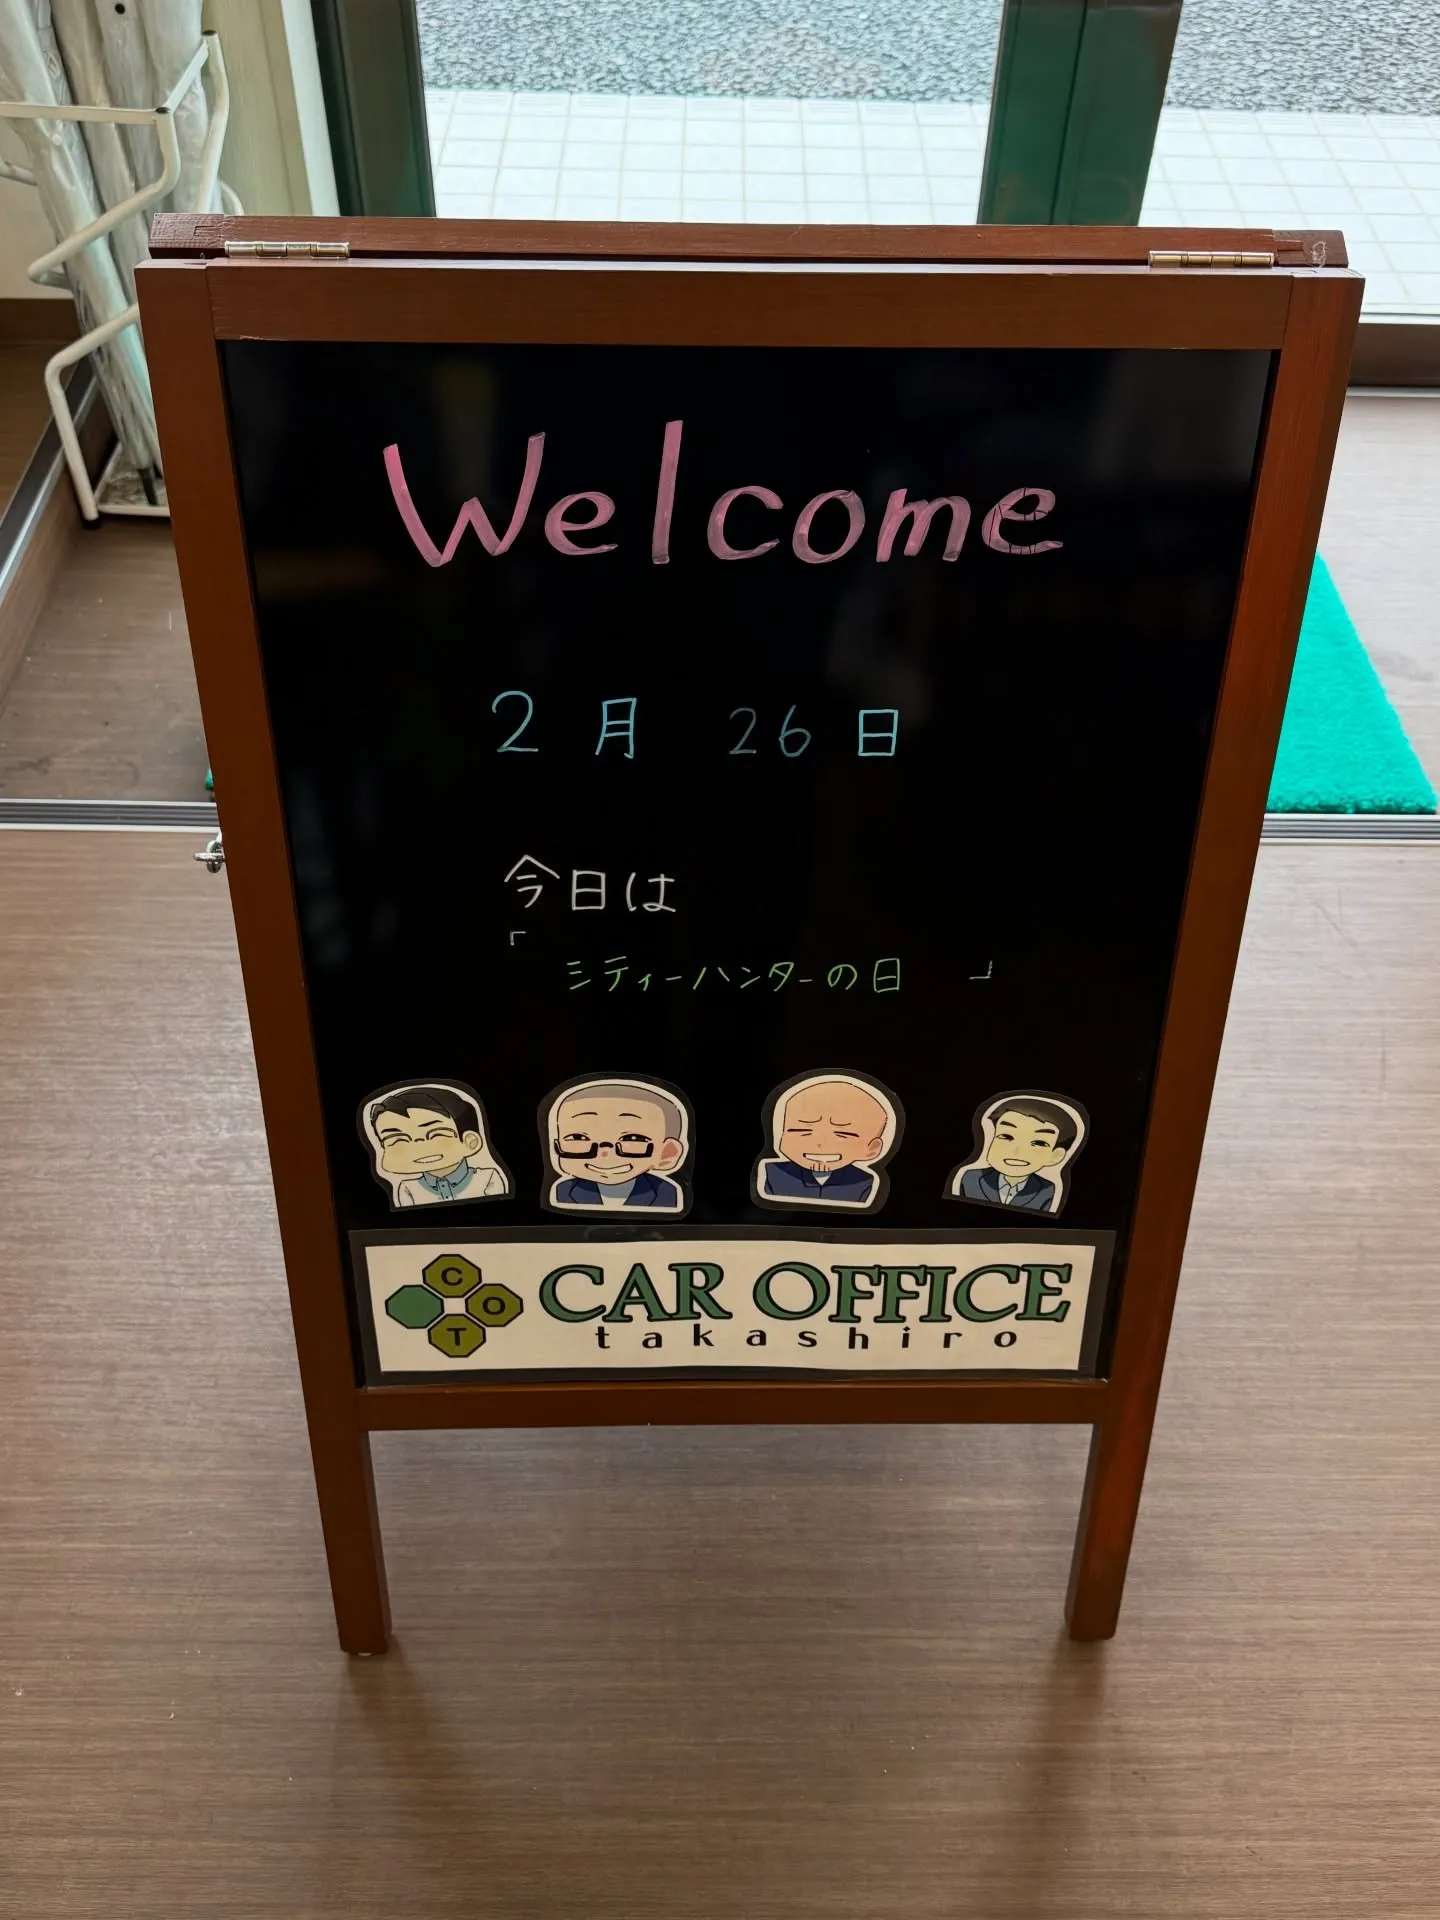 Welcome
2月 26日
今日は
「シティーハンターの日」
C
O
T
CAR OFFICE
takashiro